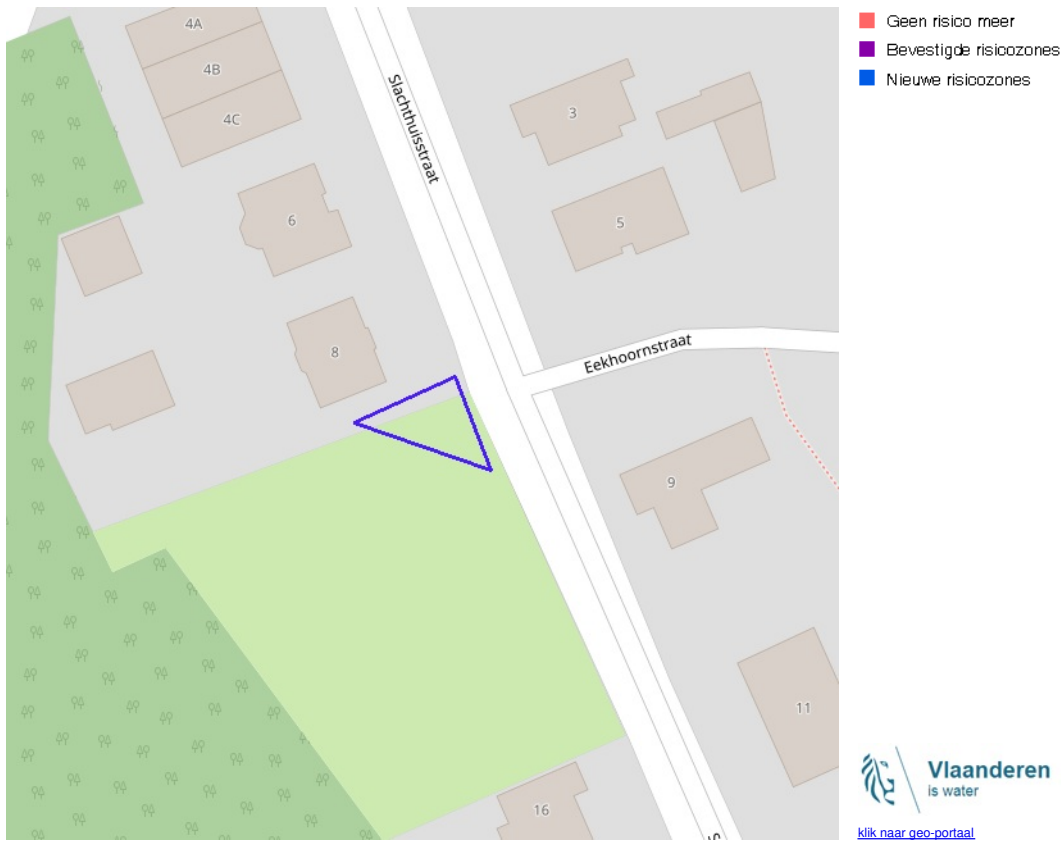 4A
4B
4C
Slachthuisstraat
3
6
5
8
Eekhoornstraat
9
11
16
S
Geen risico meer
Bevestigde risicozones
Nieuwe risicozones
Vlaanderen
is water
klik naar geo-portaal